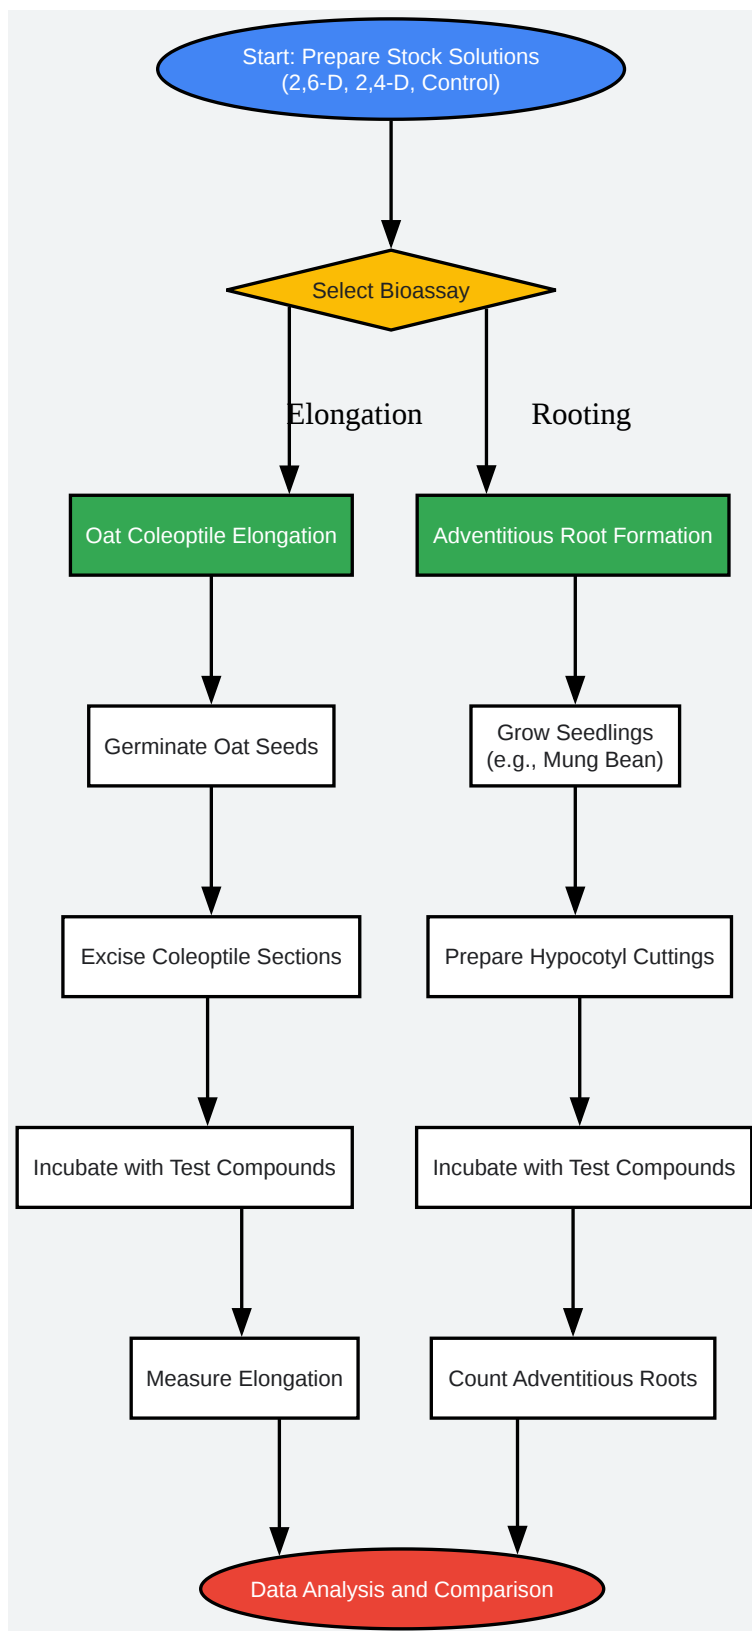 Start: Prepare Stock Solutions
(2,6-D, 2,4-D, Control)
Select Bioassay
Elongation
Rooting
Oat Coleoptile Elongation
Adventitious Root Formation
Germinate Oat Seeds
Grow Seedlings
(e.g., Mung Bean)
Excise Coleoptile Sections
Prepare Hypocotyl Cuttings
Incubate with Test Compounds
Incubate with Test Compounds
Measure Elongation
Count Adventitious Roots
Data Analysis and Comparison